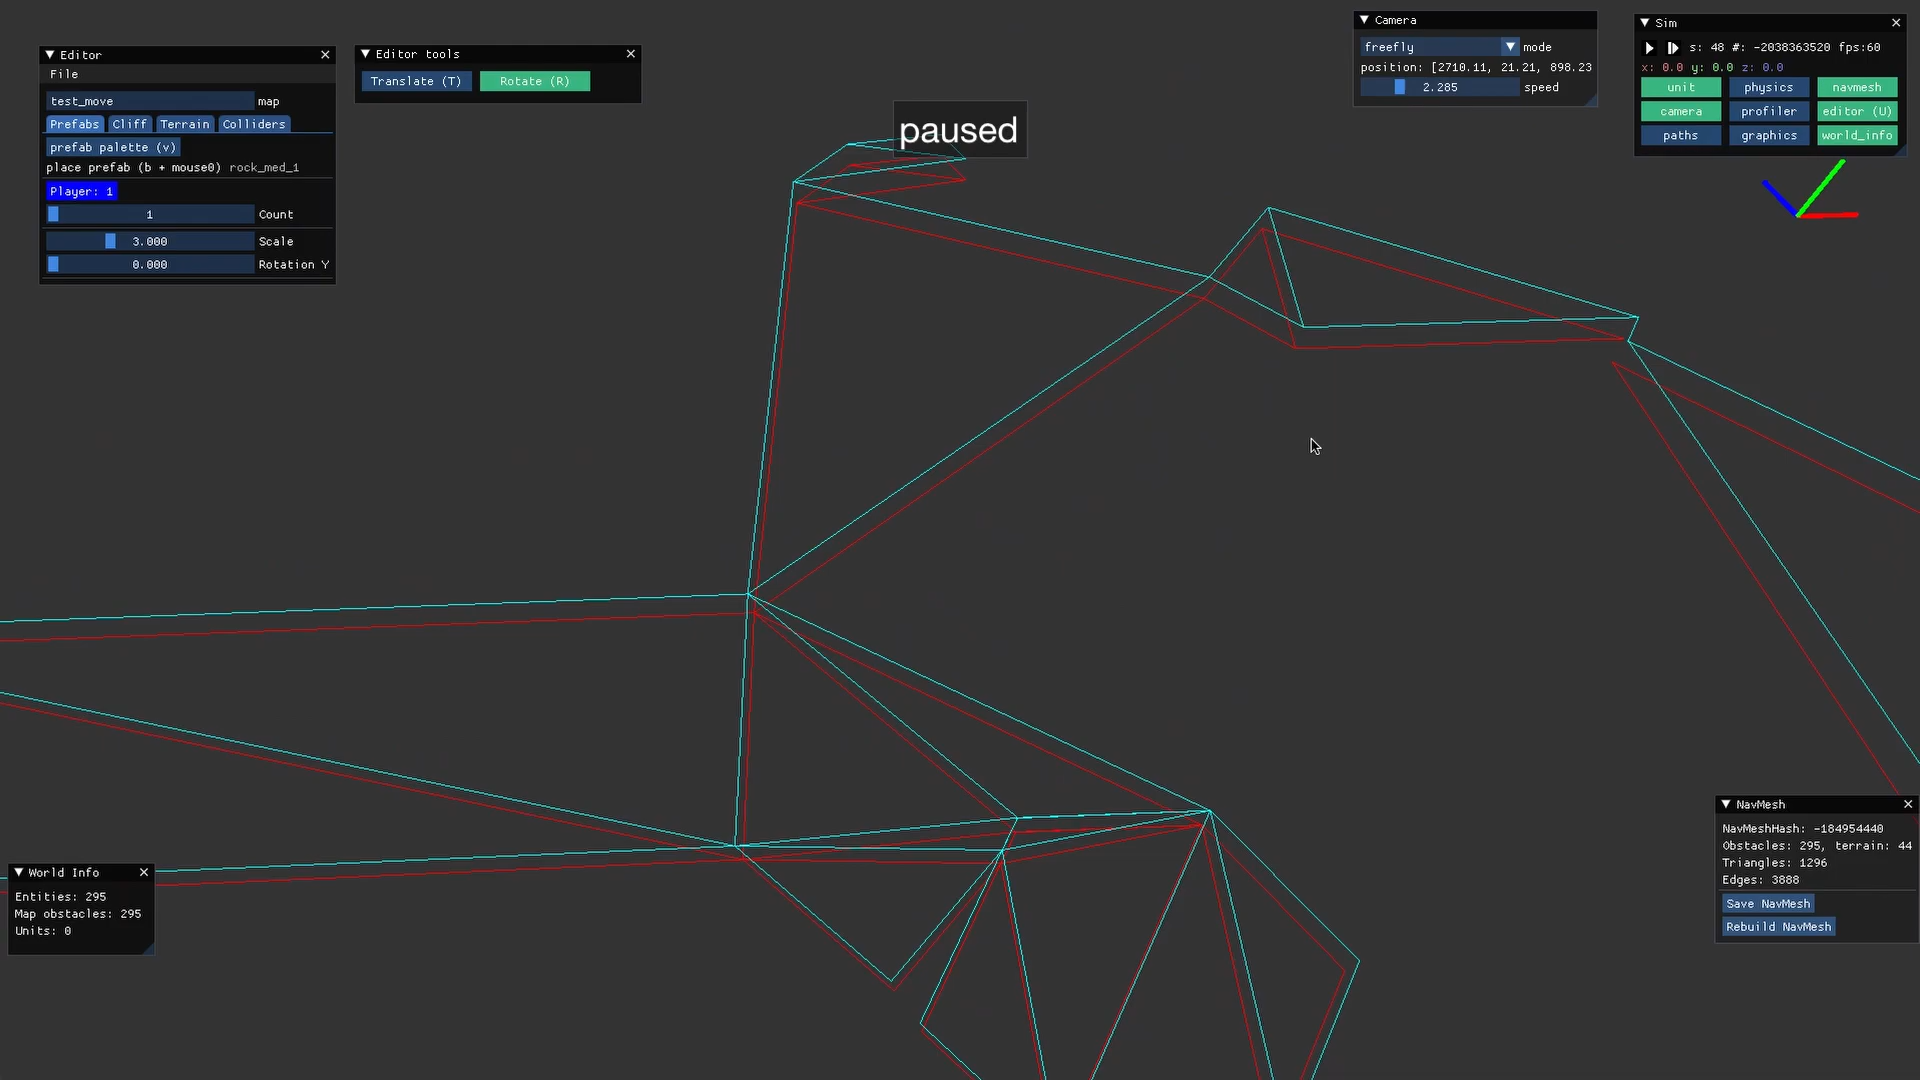 Editor
File
test_move map
Prefabs Cliff Terrain Colliders
prefab palette (v)
place prefab (b + mouse0) rock_med_1
Player: 1
1 Count
3.000 Scale
0.000 Rotation Y
Editor tools
Translate (T) Rotate (R)
paused
Camera
freefly mode
position: [2710.11, 21.21, 898.23
2.285 speed
Sim
s: 48 #: -2038363520 fps:60
x: 0.0 y: 0.0 z: 0.0
unit physics navmesh
camera profiler editor (U)
paths graphics world_info
World Info
Entities: 295
Map obstacles: 295
Units: 0
NavMesh
NavMeshHash: -184954440
Obstacles: 295, terrain: 44
Triangles: 1296
Edges: 3888
Save NavMesh
Rebuild NavMesh